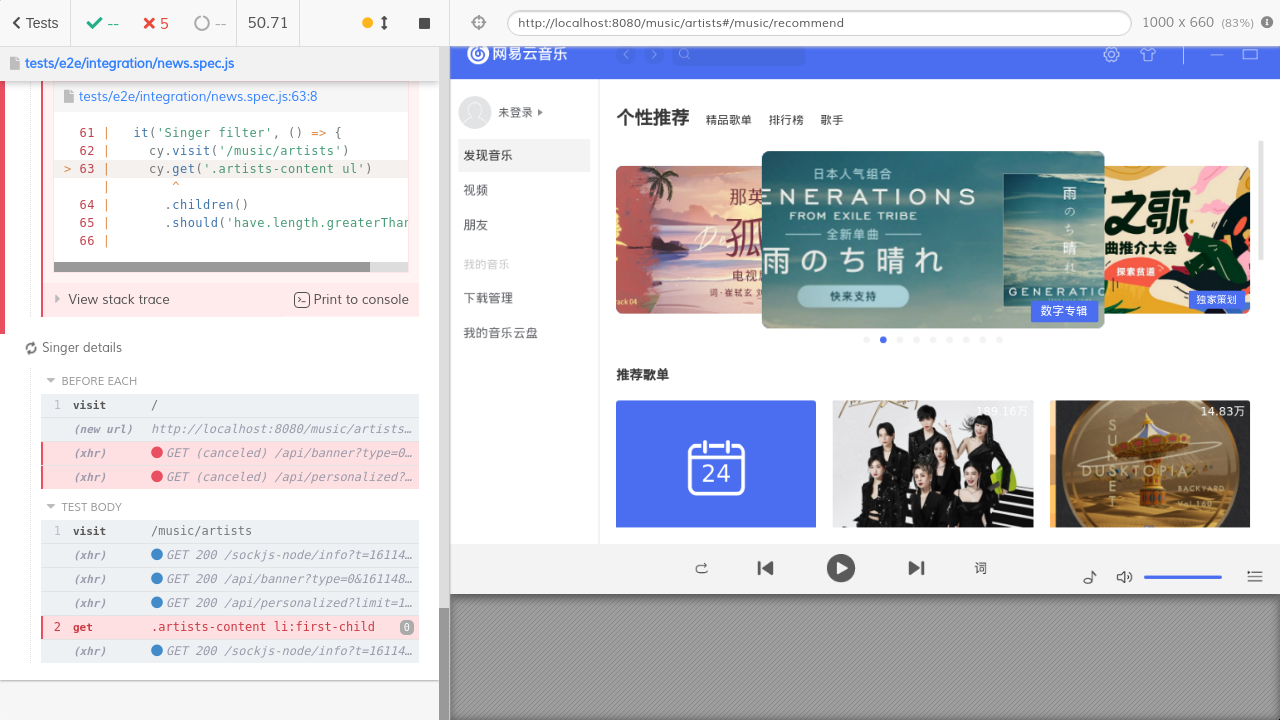 Tests
--
5
--
50.71
http://localhost:8080/music/artists#/music/recommend
1000 x 660 (83%)
tests/e2e/integration/news.spec.js
tests/e2e/integration/news.spec.js:63:8
61 | it('Singer filter', () => {
62 | cy.visit('/music/artists')
> 63 | cy.get('.artists-content ul')
| ^
64 | .children()
65 | .should('have.length.greaterThan
66 |
View stack trace
Print to console
Singer details
BEFORE EACH
1 visit /
(new url) http://localhost:8080/music/artists…
(xhr) GET (canceled) /api/banner?type=0…
(xhr) GET (canceled) /api/personalized?…
TEST BODY
1 visit /music/artists
(xhr) GET 200 /sockjs-node/info?t=16114…
(xhr) GET 200 /api/banner?type=0&161148…
(xhr) GET 200 /api/personalized?limit=1…
2 get .artists-content li:first-child 0
(xhr) GET 200 /sockjs-node/info?t=16114…
网易云音乐
未登录
发现音乐
视频
朋友
我的音乐
下载管理
我的音乐云盘
个性推荐 精品歌单 排行榜 歌手
那英
孤
电视剧
rack 04
日本人气组合
ENERATIONS
FROM EXILE TRIBE
全新单曲
雨のち晴れ
快来支持
雨のち晴れ
GENERATIC
数字专辑
之歌
曲推介大会
探索贫道
独家策划
推荐歌单
24
189.16万
14.83万
SUNSET
DUSKTOPIA
BACKYARD
Vol.160
词